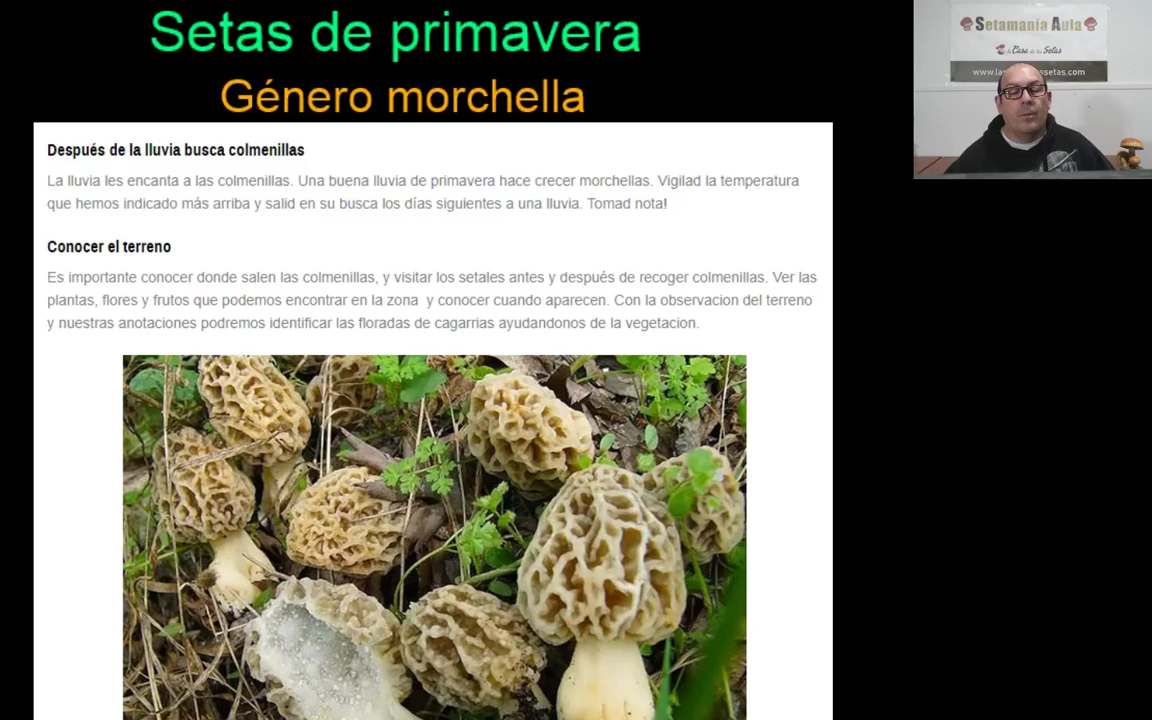 Setas de primavera
Género morchella
Después de la lluvia busca colmenillas
La lluvia les encanta a las colmenillas. Una buena lluvia de primavera hace crecer morchellas. Vigilad la temperatura
que hemos indicado más arriba y salid en su busca los días siguientes a una lluvia. Tomad nota!
Conocer el terreno
Es importante conocer donde salen las colmenillas, y visitar los setales antes y después de recoger colmenillas. Ver las
plantas, flores y frutos que podemos encontrar en la zona y conocer cuando aparecen. Con la observacion del terreno
y nuestras anotaciones podremos identificar las floradas de cagarrias ayudandonos de la vegetacion.
Setamanía Aula
la Casa de las Setas